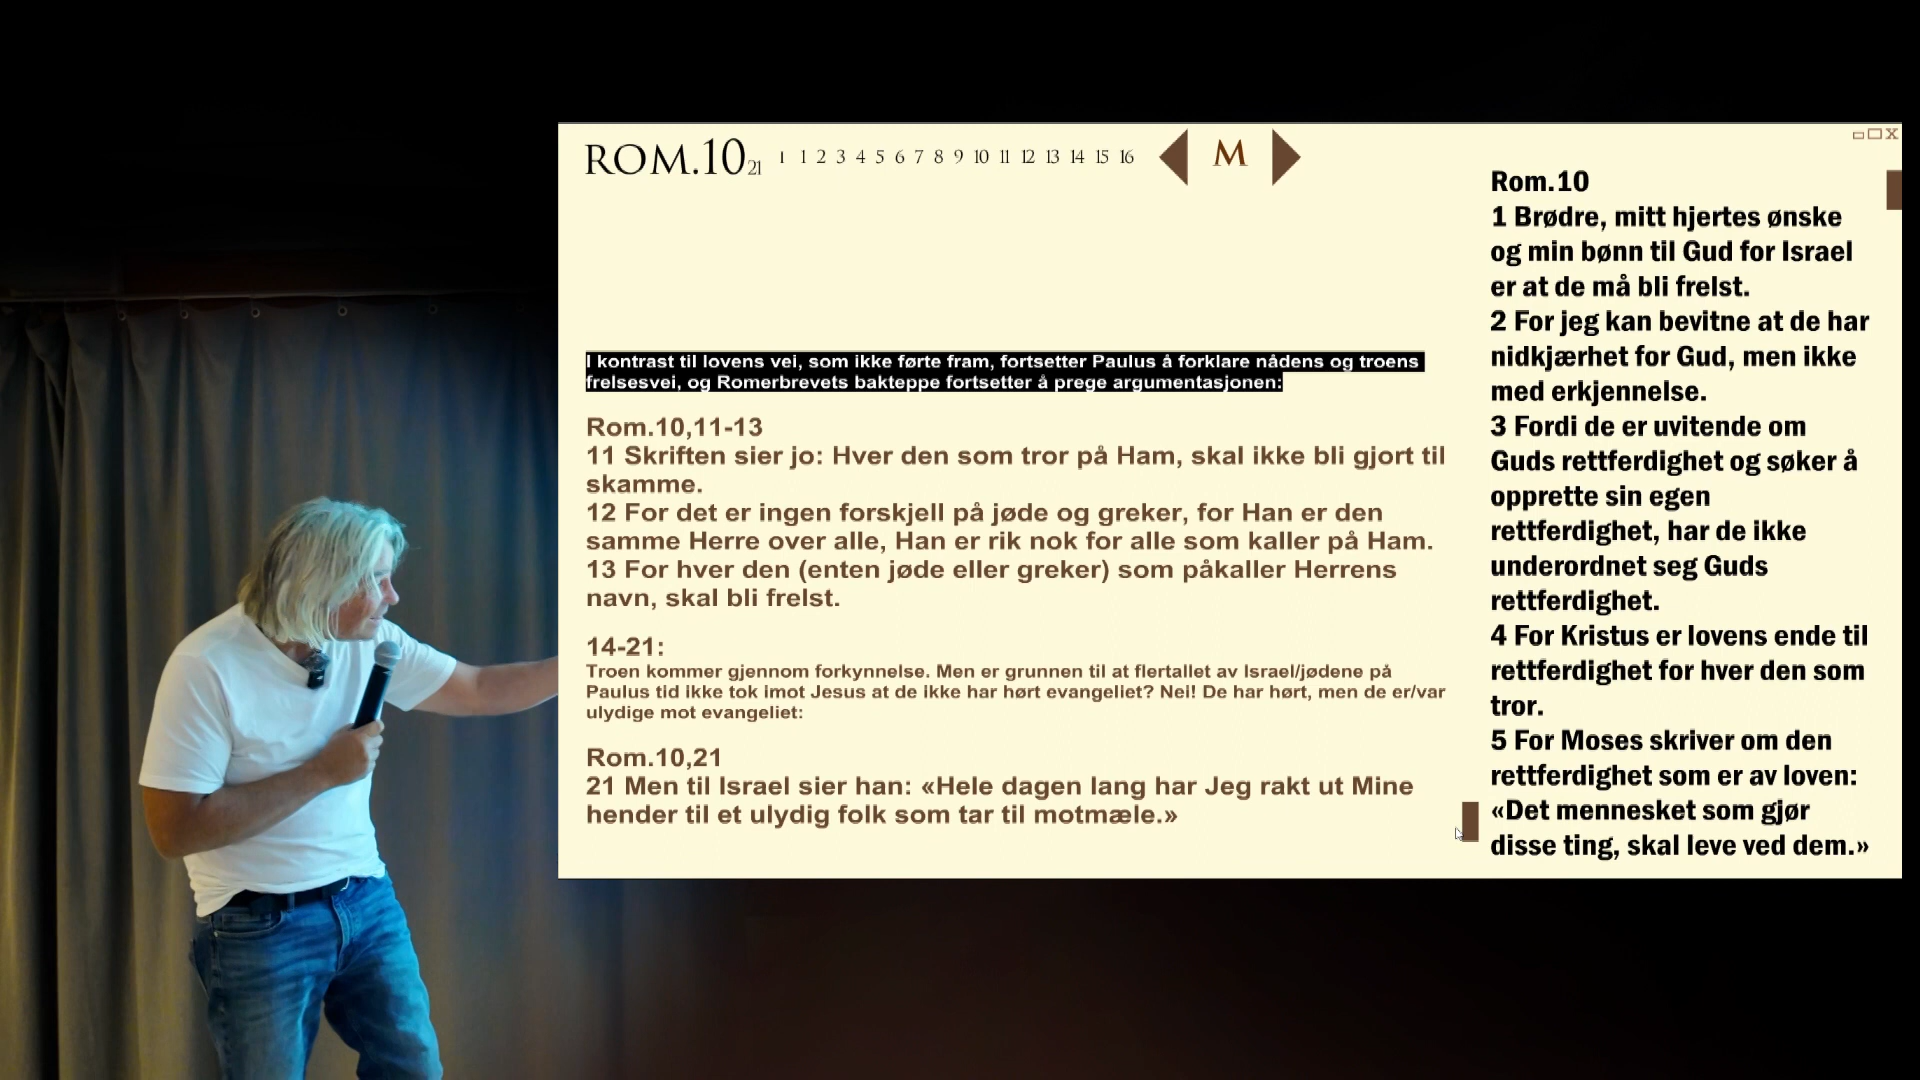 ROM.10 21 1 1 2 3 4 5 6 7 8 9 10 11 12 13 14 15 16 M
I kontrast til lovens vei, som ikke førte fram, fortsetter Paulus å forklare nådens og troens
frelsesvei, og Romerbrevets bakteppe fortsetter å prege argumentasjonen:
Rom.10,11-13
11 Skriften sier jo: Hver den som tror på Ham, skal ikke bli gjort til
skamme.
12 For det er ingen forskjell på jøde og greker, for Han er den
samme Herre over alle, Han er rik nok for alle som kaller på Ham.
13 For hver den (enten jøde eller greker) som påkaller Herrens
navn, skal bli frelst.
14-21:
Troen kommer gjennom forkynnelse. Men er grunnen til at flertallet av Israel/jødene på
Paulus tid ikke tok imot Jesus at de ikke har hørt evangeliet? Nei! De har hørt, men de er/var
ulydige mot evangeliet:
Rom.10,21
21 Men til Israel sier han: «Hele dagen lang har Jeg rakt ut Mine
hender til et ulydig folk som tar til motmæle.»
X
Rom.10
1 Brødre, mitt hjertes ønske
og min bønn til Gud for Israel
er at de må bli frelst.
2 For jeg kan bevitne at de har
nidkjærhet for Gud, men ikke
med erkjennelse.
3 Fordi de er uvitende om
Guds rettferdighet og søker å
opprette sin egen
rettferdighet, har de ikke
underordnet seg Guds
rettferdighet.
4 For Kristus er lovens ende til
rettferdighet for hver den som
tror.
5 For Moses skriver om den
rettferdighet som er av loven:
«Det mennesket som gjør
disse ting, skal leve ved dem.»